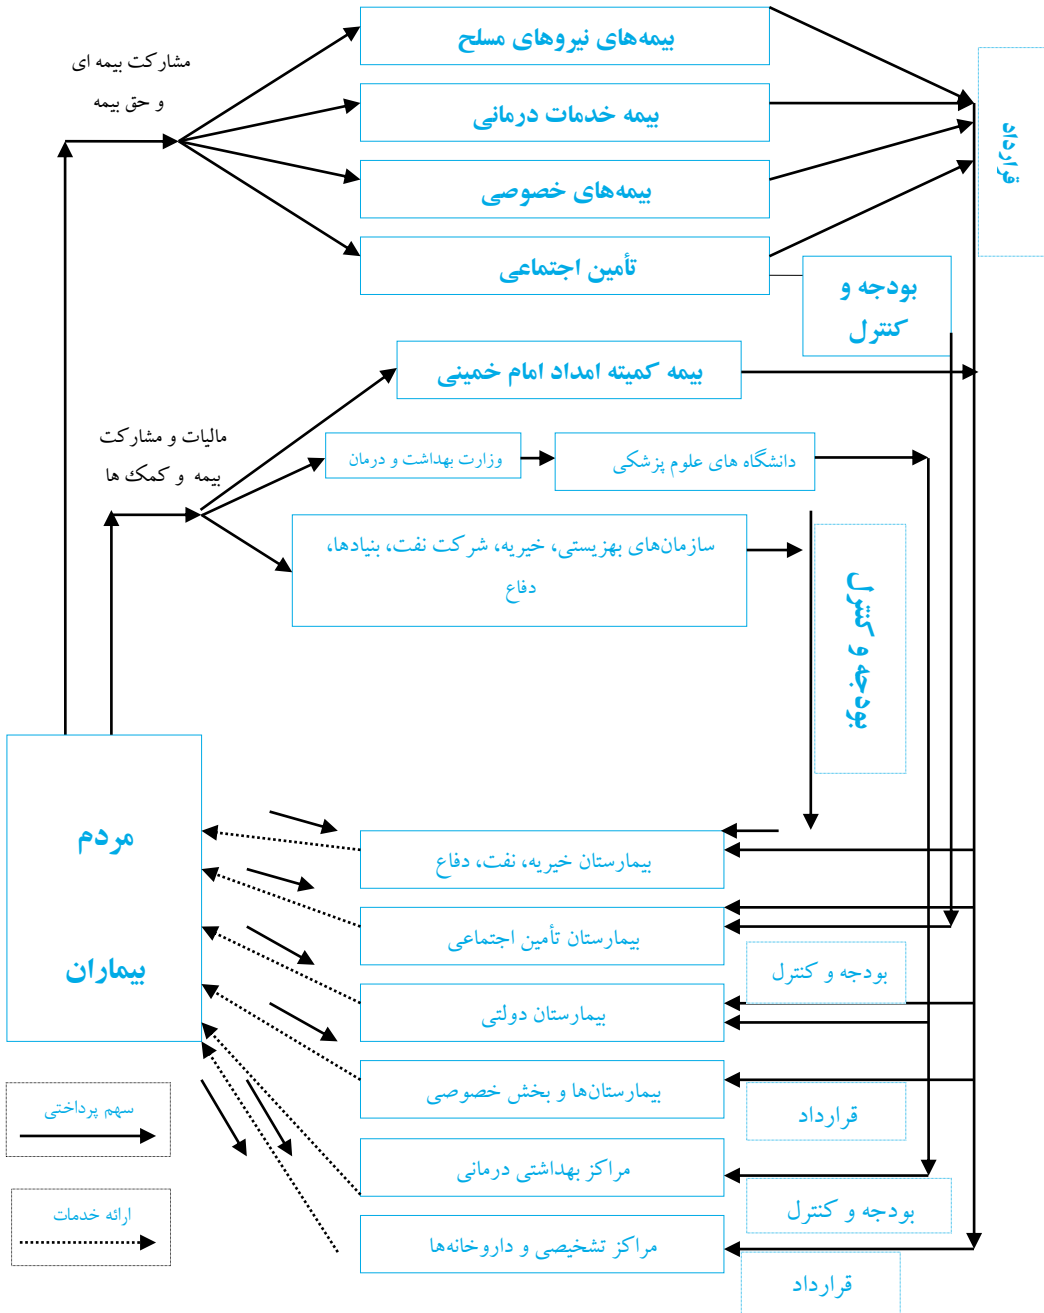 بیمه‌های نیروهای مسلح
مشارکت بیمه ای
و حق بیمه
بیمه خدمات درمانی
قرارداد
بیمه‌های خصوصی
تأمین اجتماعی
بودجه و
کنترل
بیمه کمیته امداد امام خمینی
مالیات و مشارکت
بیمه و کمک ها
وزارت بهداشت و درمان
دانشگاه های علوم پزشکی
سازمان‌های بهزیستی، خیریه، شرکت نفت، بنیادها،
دفاع
بودجه و کنترل
مردم
بیماران
بیمارستان خیریه، نفت، دفاع
بیمارستان تأمین اجتماعی
بودجه و کنترل
بیمارستان دولتی
بیمارستان‌ها و بخش خصوصی
قرارداد
مراکز بهداشتی درمانی
بودجه و کنترل
مراکز تشخیصی و داروخانه‌ها
قرارداد
سهم پرداختی
ارائه خدمات